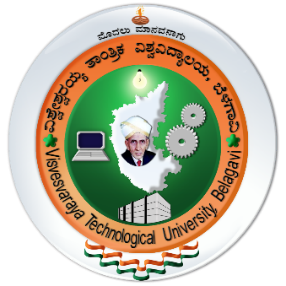 ಮೊದಲು ಮಾನವನಾಗು
ವಿಶ್ವೇಶ್ವರಯ್ಯ ತಾಂತ್ರಿಕ ವಿಶ್ವವಿದ್ಯಾಲಯ, ಬೆಳಗಾವಿ
Visvesvaraya Technological University, Belagavi